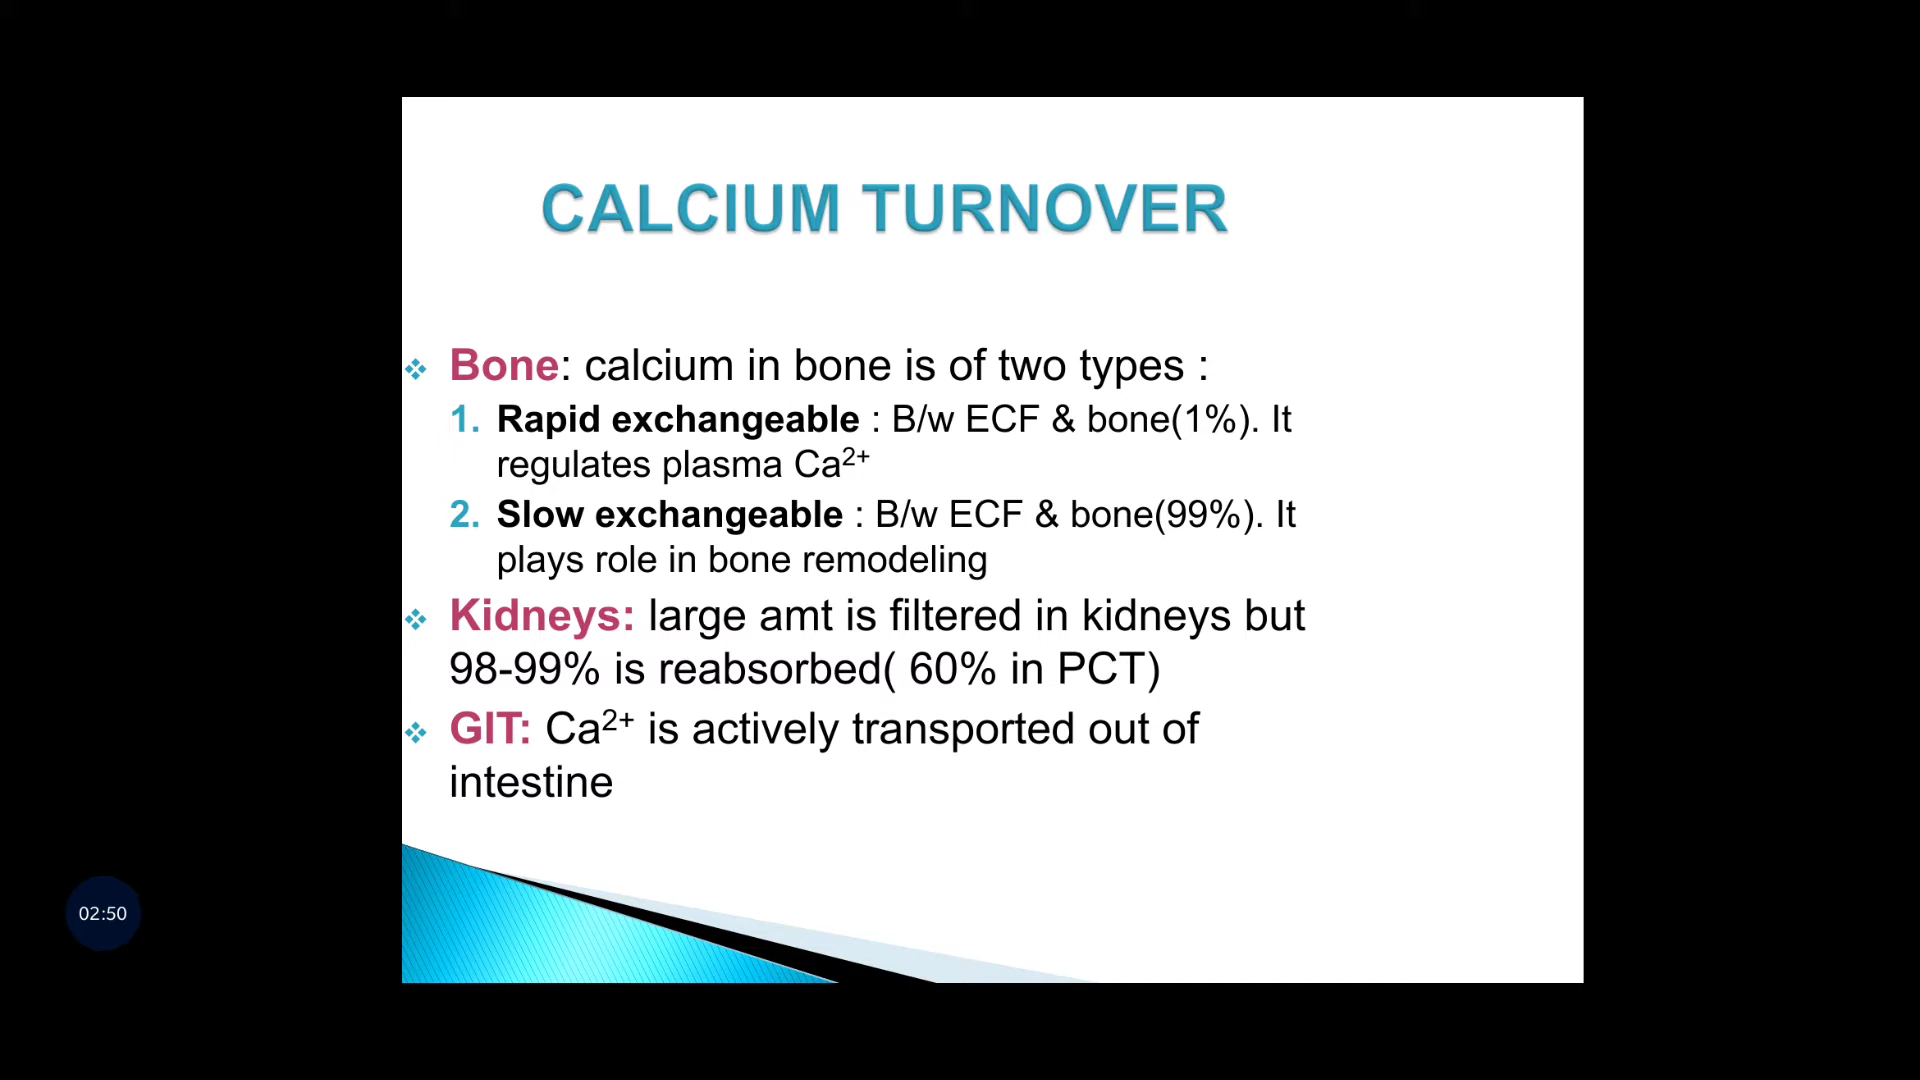 CALCIUM TURNOVER
❖ Bone: calcium in bone is of two types :
1. Rapid exchangeable : B/w ECF & bone(1%). It
regulates plasma Ca²⁺
2. Slow exchangeable : B/w ECF & bone(99%). It
plays role in bone remodeling
❖ Kidneys: large amt is filtered in kidneys but
98-99% is reabsorbed( 60% in PCT)
❖ GIT: Ca²⁺ is actively transported out of
intestine
02:50